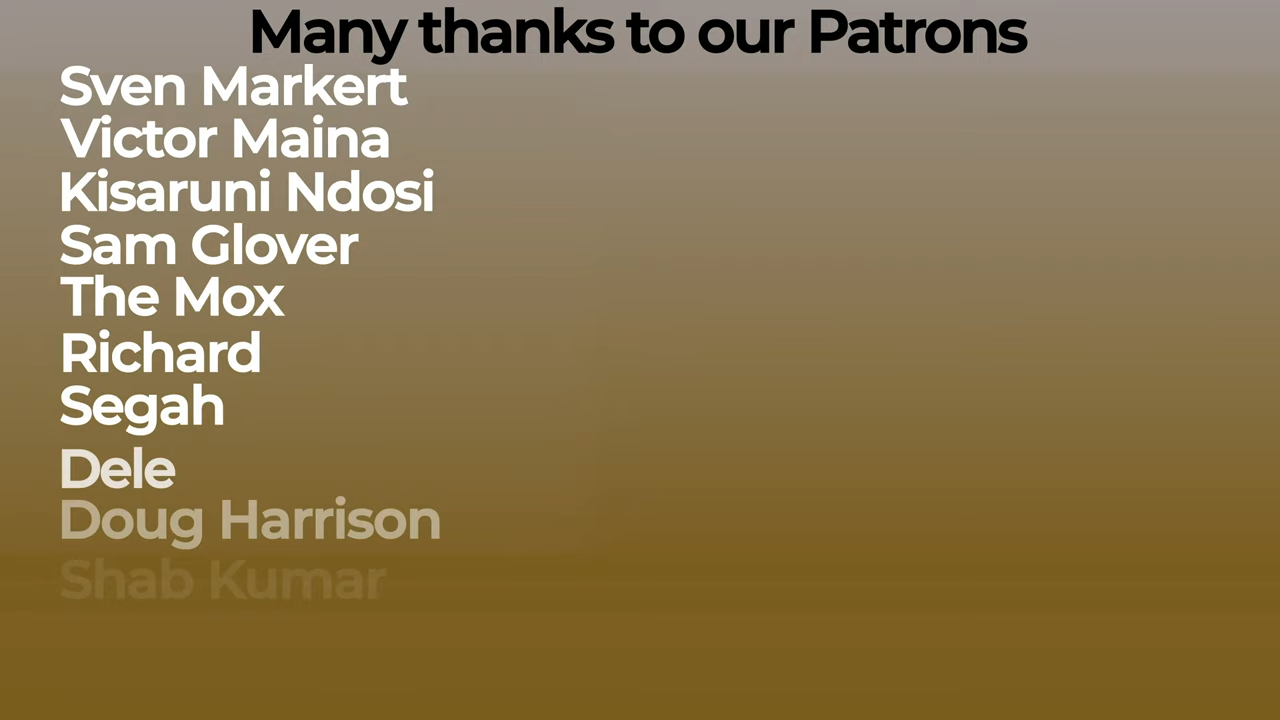 Many thanks to our Patrons
Sven Markert
Victor Maina
Kisaruni Ndosi
Sam Glover
The Mox
Richard
Segah
Dele
Doug Harrison
Shab Kumar